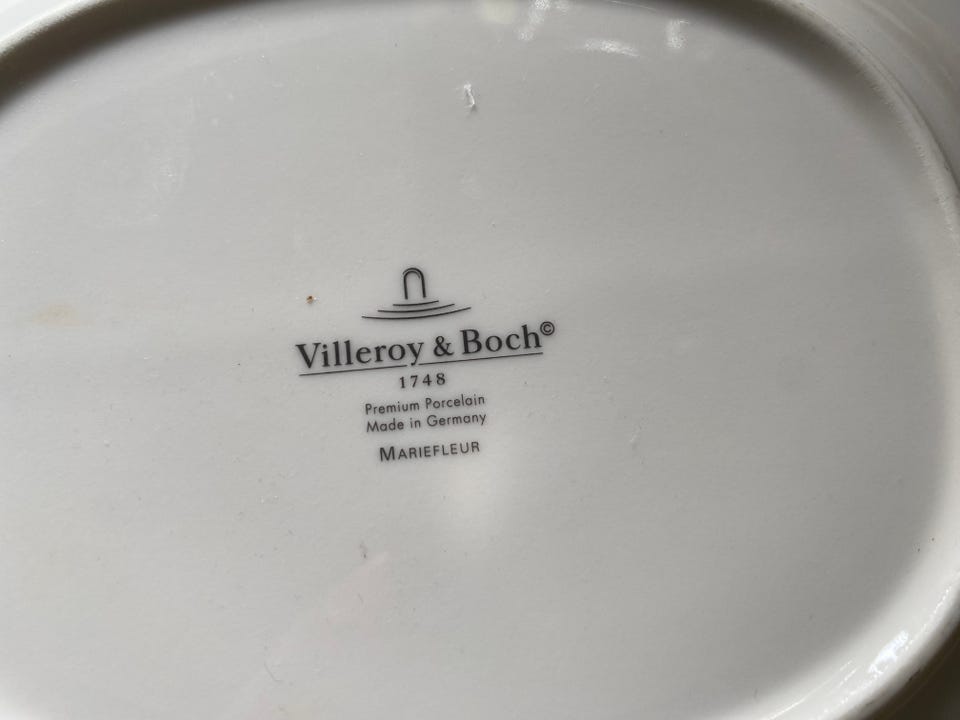 Villeroy & Boch©
1748
Premium Porcelain
Made in Germany
MARIEFLEUR